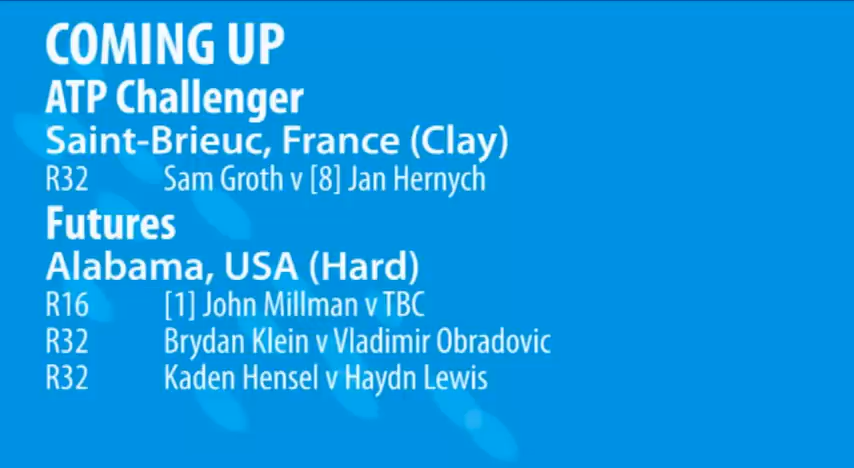 COMING UP
ATP Challenger
Saint-Brieuc, France (Clay)
R32 Sam Groth v [8] Jan Hernych
Futures
Alabama, USA (Hard)
R16 [1] John Millman v TBC
R32 Brydan Klein v Vladimir Obradovic
R32 Kaden Hensel v Haydn Lewis